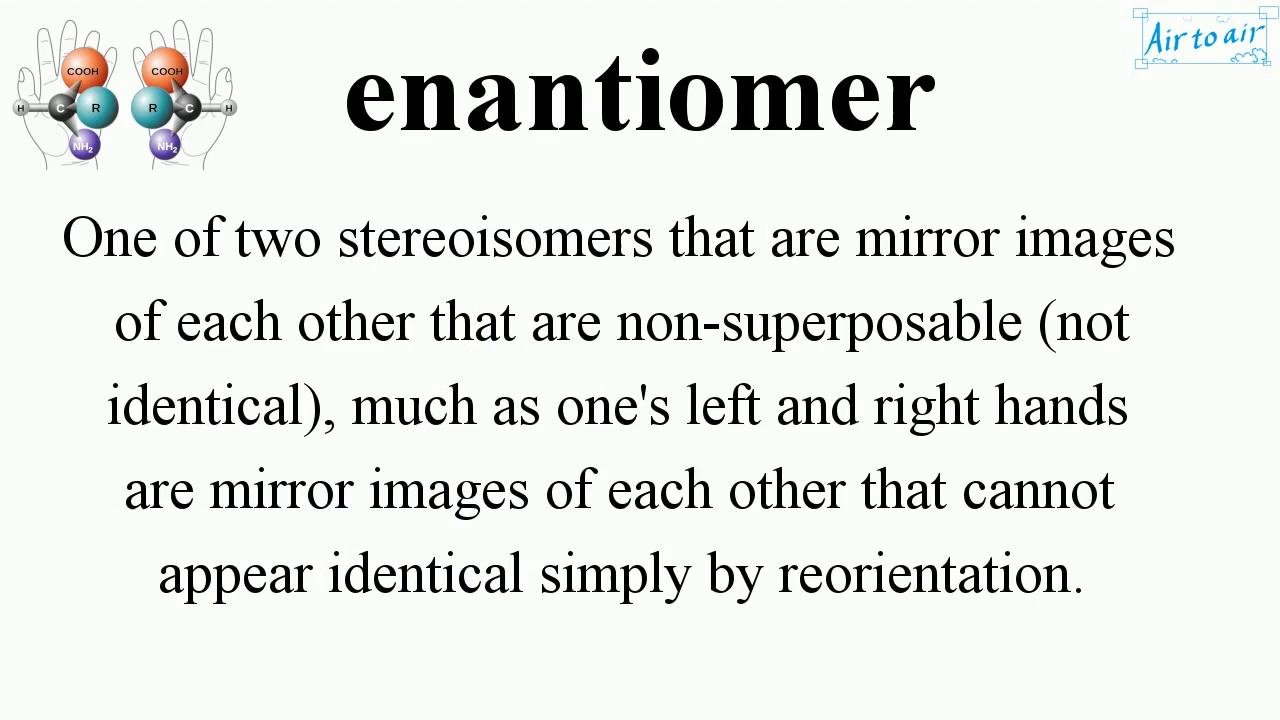 COOH COOH
H C R R C H
NH2 NH2
Air to air
enantiomer
One of two stereoisomers that are mirror images
of each other that are non-superposable (not
identical), much as one's left and right hands
are mirror images of each other that cannot
appear identical simply by reorientation.